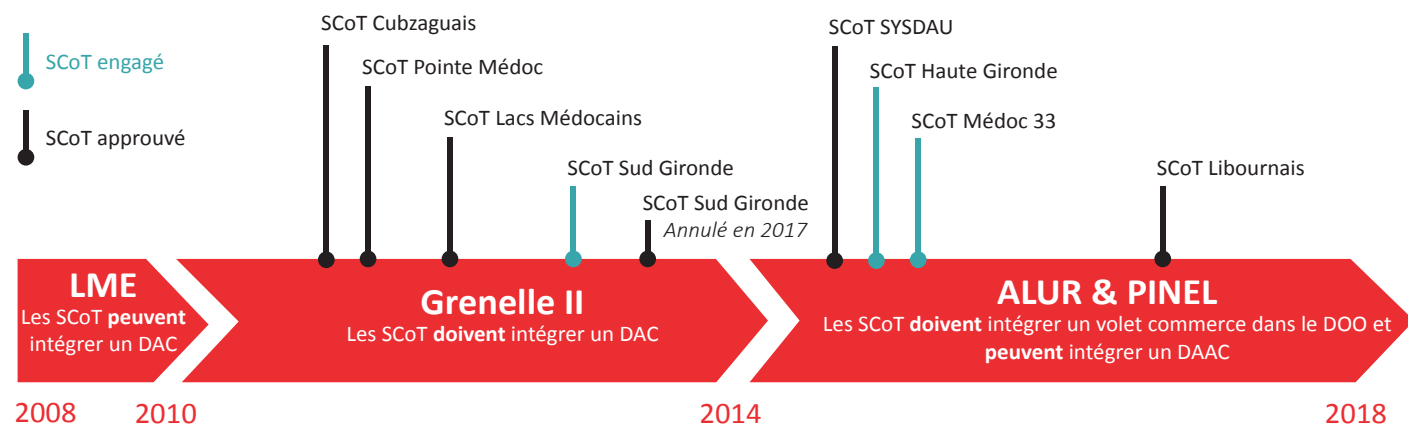 SCoT engagé
SCoT approuvé
SCoT Cubzaguais
SCoT Pointe Médoc
SCoT Lacs Médocains
SCoT Sud Gironde
SCoT Sud Gironde
Annulé en 2017
SCoT SYSDAU
SCoT Haute Gironde
SCoT Médoc 33
SCoT Libournais
LME
Les SCoT peuvent
intégrer un DAC
Grenelle II
Les SCoT doivent intégrer un DAC
ALUR & PINEL
Les SCoT doivent intégrer un volet commerce dans le DOO et
peuvent intégrer un DAAC
2008
2010
2014
2018